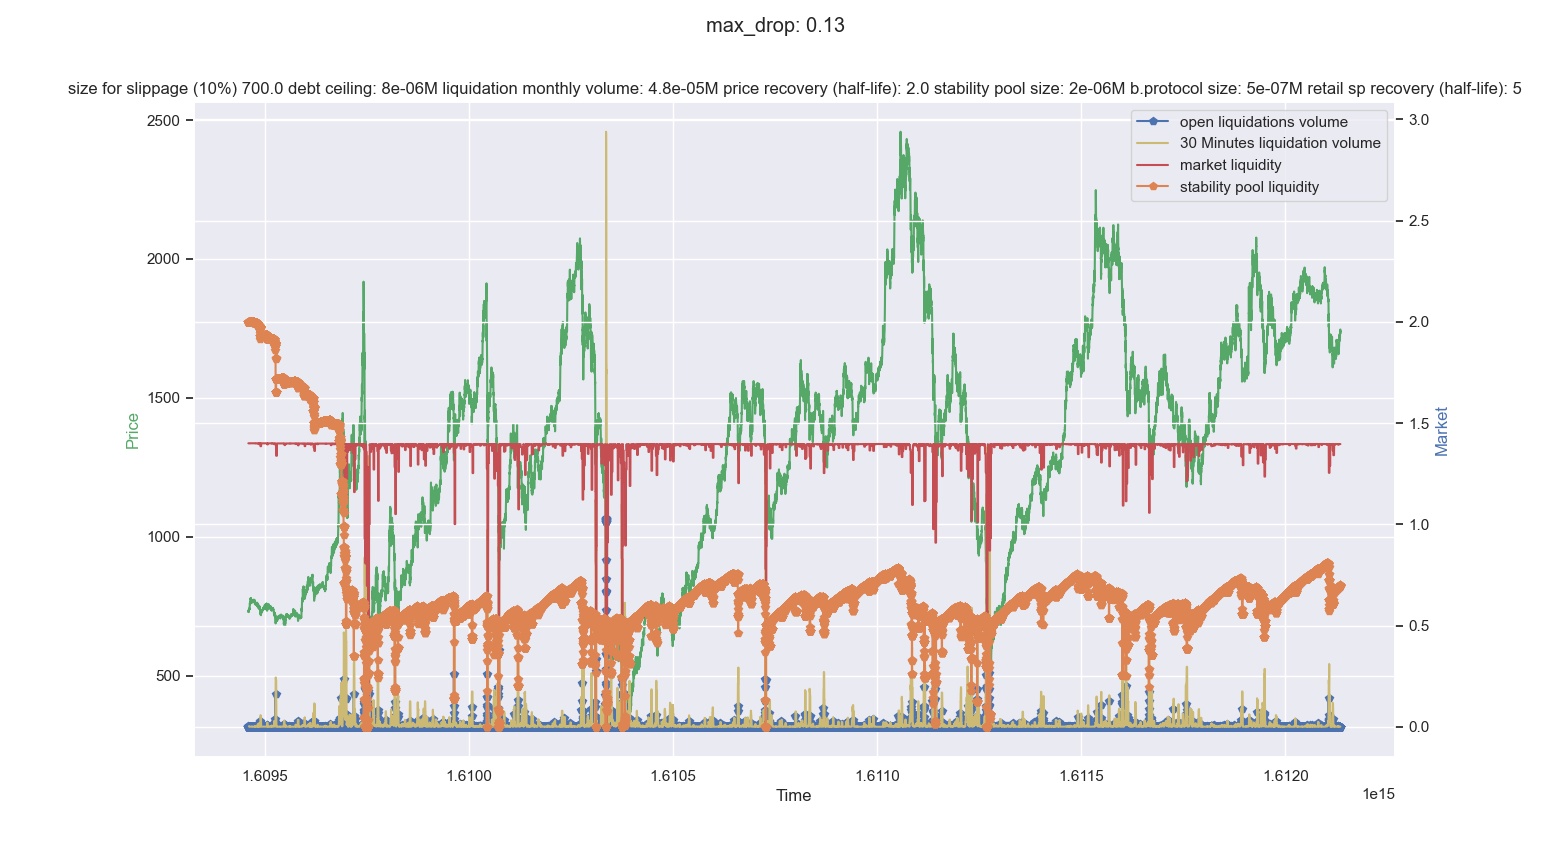 max_drop: 0.13
size for slippage (10%) 700.0 debt ceiling: 8e-06M liquidation monthly volume: 4.8e-05M price recovery (half-life): 2.0 stability pool size: 2e-06M b.protocol size: 5e-07M retail sp recovery (half-life): 5
open liquidations volume
30 Minutes liquidation volume
market liquidity
stability pool liquidity
2500
2000
1500
1000
500
Price
3.0
2.5
2.0
1.5
1.0
0.5
0.0
Market
1.6095
1.6100
1.6105
1.6110
1.6115
1.6120
1e15
Time